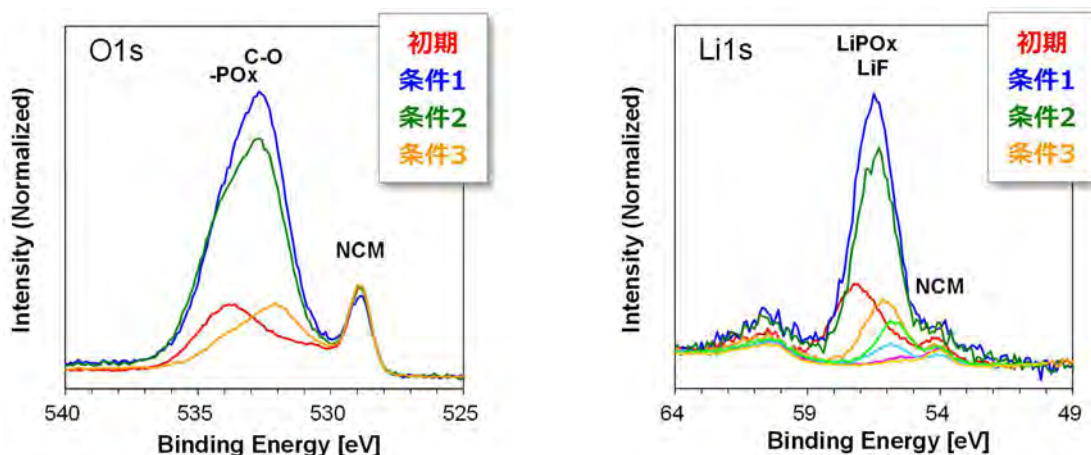 O1s
C-O
-POx
NCM
初期
条件1
条件2
条件3
Intensity (Normalized)
540 535 530 525
Binding Energy [eV]
Li1s
LiPOx
LiF
NCM
初期
条件1
条件2
条件3
Intensity (Normalized)
64 59 54 49
Binding Energy [eV]